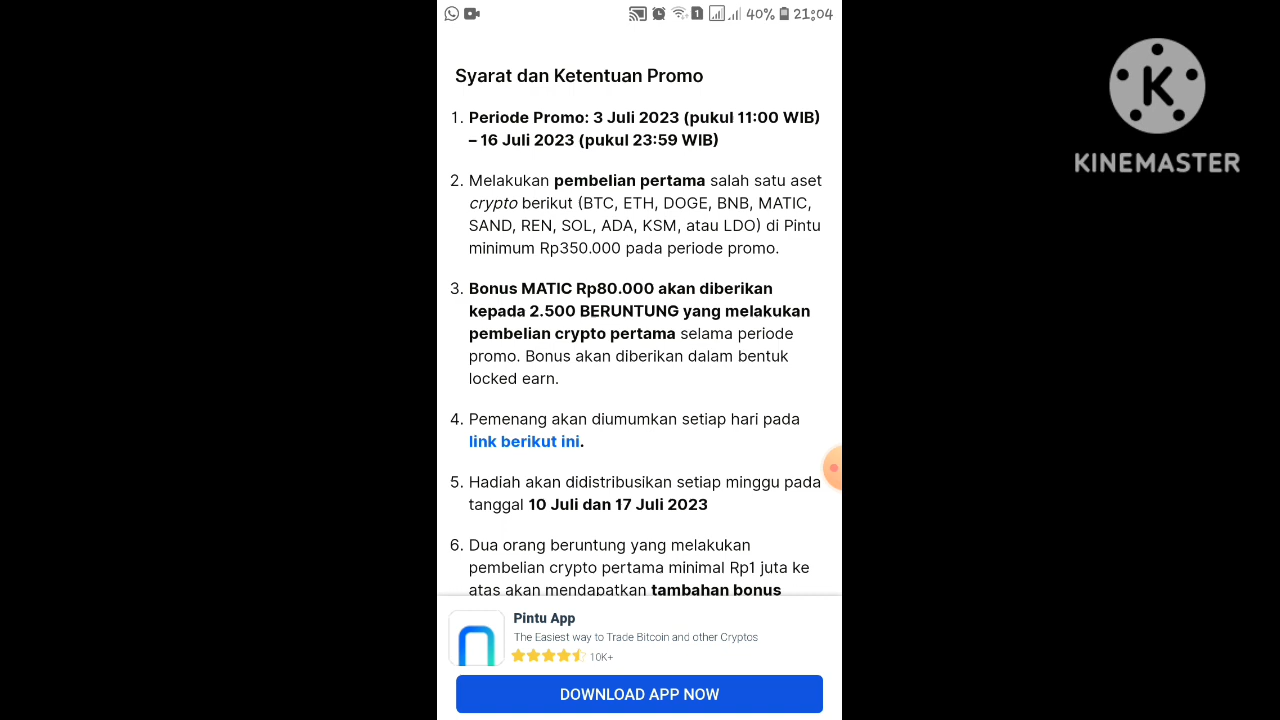 1 40% 21:04
K
KINEMASTER
Syarat dan Ketentuan Promo
1. Periode Promo: 3 Juli 2023 (pukul 11:00 WIB)
– 16 Juli 2023 (pukul 23:59 WIB)
2. Melakukan pembelian pertama salah satu aset
crypto berikut (BTC, ETH, DOGE, BNB, MATIC,
SAND, REN, SOL, ADA, KSM, atau LDO) di Pintu
minimum Rp350.000 pada periode promo.
3. Bonus MATIC Rp80.000 akan diberikan
kepada 2.500 BERUNTUNG yang melakukan
pembelian crypto pertama selama periode
promo. Bonus akan diberikan dalam bentuk
locked earn.
4. Pemenang akan diumumkan setiap hari pada
link berikut ini.
5. Hadiah akan didistribusikan setiap minggu pada
tanggal 10 Juli dan 17 Juli 2023
6. Dua orang beruntung yang melakukan
pembelian crypto pertama minimal Rp1 juta ke
atas akan mendapatkan tambahan bonus
Pintu App
The Easiest way to Trade Bitcoin and other Cryptos
10K+
DOWNLOAD APP NOW